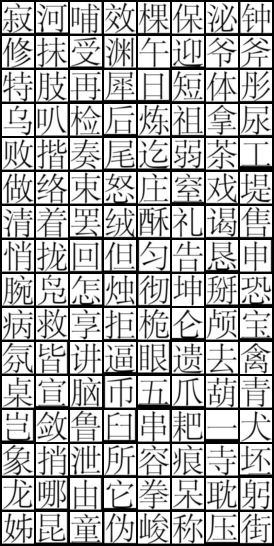 寂河哺效棵保泌钟
修抹受渊午迎爷斧
特肢再犀日短体彤
乌叭检后炼祖拿尿
败揩奏尾迄弱茶工
做络束怒庄室戏堤
清着罢绒酥礼谒售
悄拢回但匀告恳申
腕凫怎烛彻坤掰恐
病救享拒桅仑颅宝
氛皆讲逼眼遗去禽
桌宣脑币五爪葫青
岂敛鲁臼串耙一犬
象捎泄所容痕寺坏
龙哪由它拳呆耽躬
姊昆童伪峻称压街